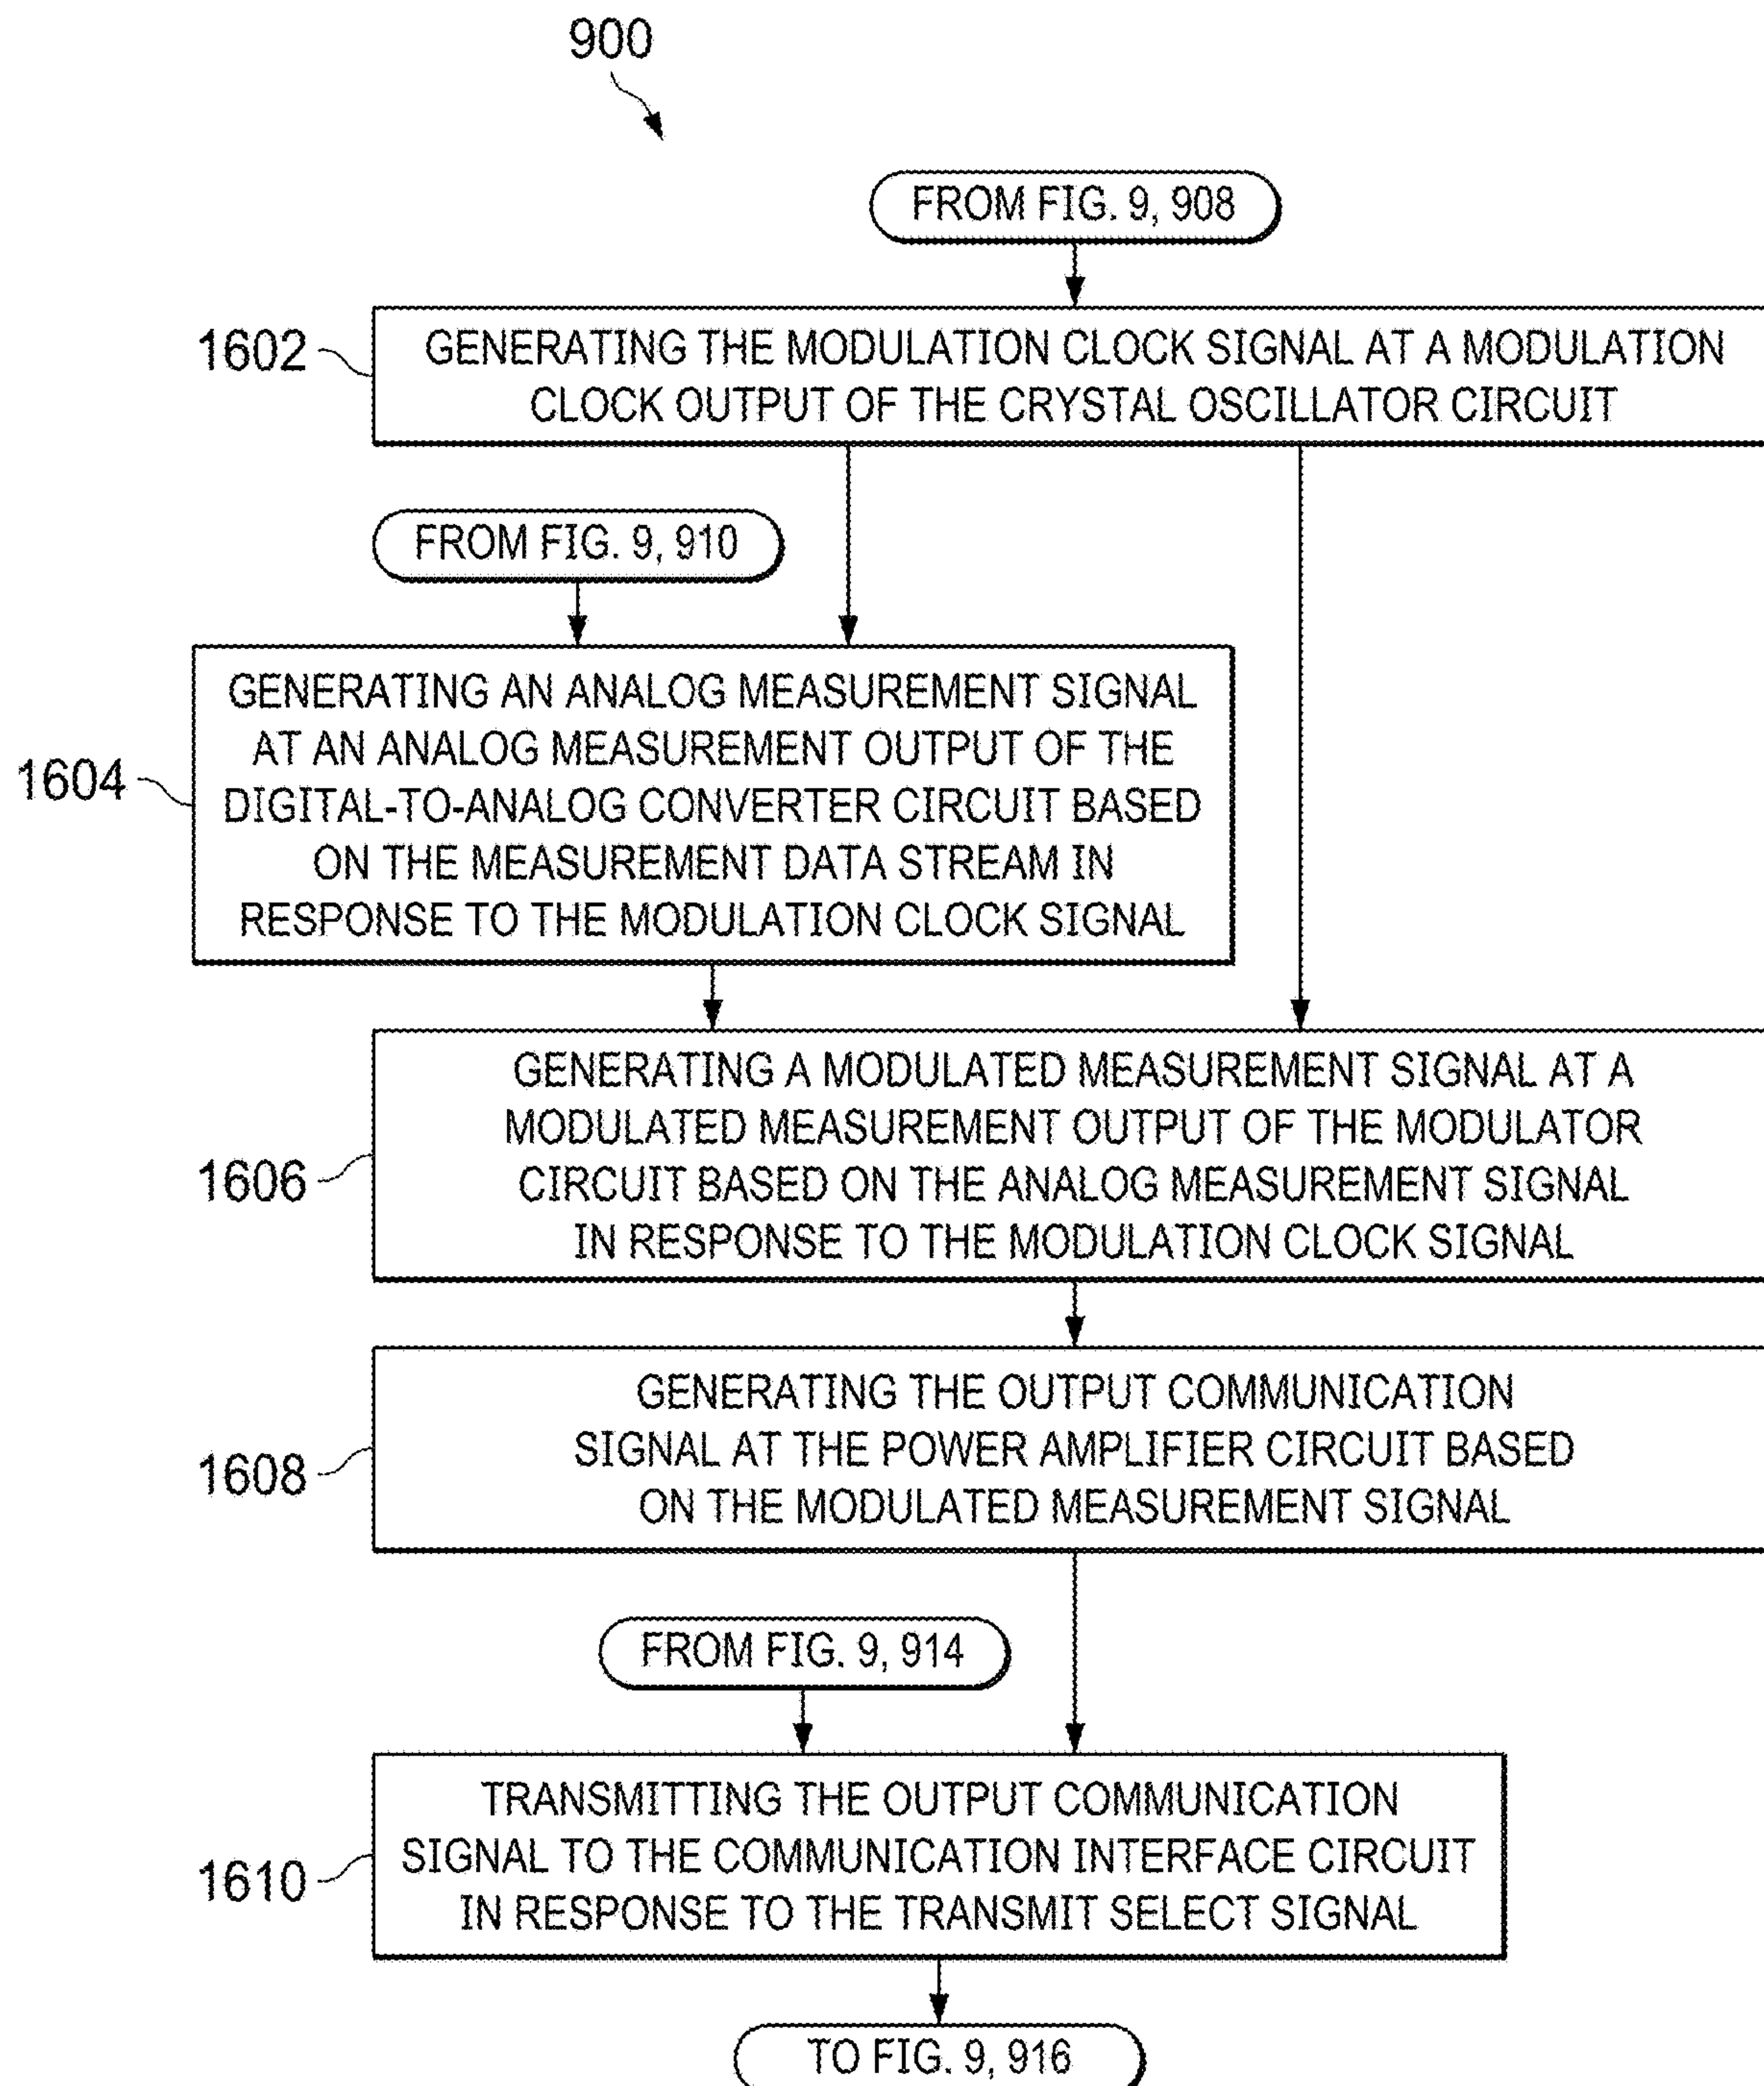 900
FROM FIG. 9, 908
1602
GENERATING THE MODULATION CLOCK SIGNAL AT A MODULATION
CLOCK OUTPUT OF THE CRYSTAL OSCILLATOR CIRCUIT
FROM FIG. 9, 910
1604
GENERATING AN ANALOG MEASUREMENT SIGNAL
AT AN ANALOG MEASUREMENT OUTPUT OF THE
DIGITAL-TO-ANALOG CONVERTER CIRCUIT BASED
ON THE MEASUREMENT DATA STREAM IN
RESPONSE TO THE MODULATION CLOCK SIGNAL
1606
GENERATING A MODULATED MEASUREMENT SIGNAL AT A
MODULATED MEASUREMENT OUTPUT OF THE MODULATOR
CIRCUIT BASED ON THE ANALOG MEASUREMENT SIGNAL
IN RESPONSE TO THE MODULATION CLOCK SIGNAL
1608
GENERATING THE OUTPUT COMMUNICATION
SIGNAL AT THE POWER AMPLIFIER CIRCUIT BASED
ON THE MODULATED MEASUREMENT SIGNAL
FROM FIG. 9, 914
1610
TRANSMITTING THE OUTPUT COMMUNICATION
SIGNAL TO THE COMMUNICATION INTERFACE CIRCUIT
IN RESPONSE TO THE TRANSMIT SELECT SIGNAL
TO FIG. 9, 916